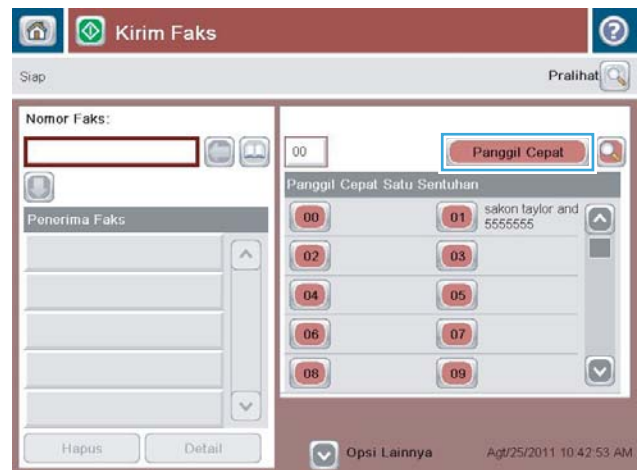 Kirim Faks
Siap
Pralihat
Nomor Faks:
00
Panggil Cepat
Panggil Cepat Satu Sentuhan
00
01
sakon taylor and
5555555
Penerima Faks
02
03
04
05
06
07
08
09
Hapus
Detail
Opsi Lainnya
Agt/25/2011 10:42:53 AM